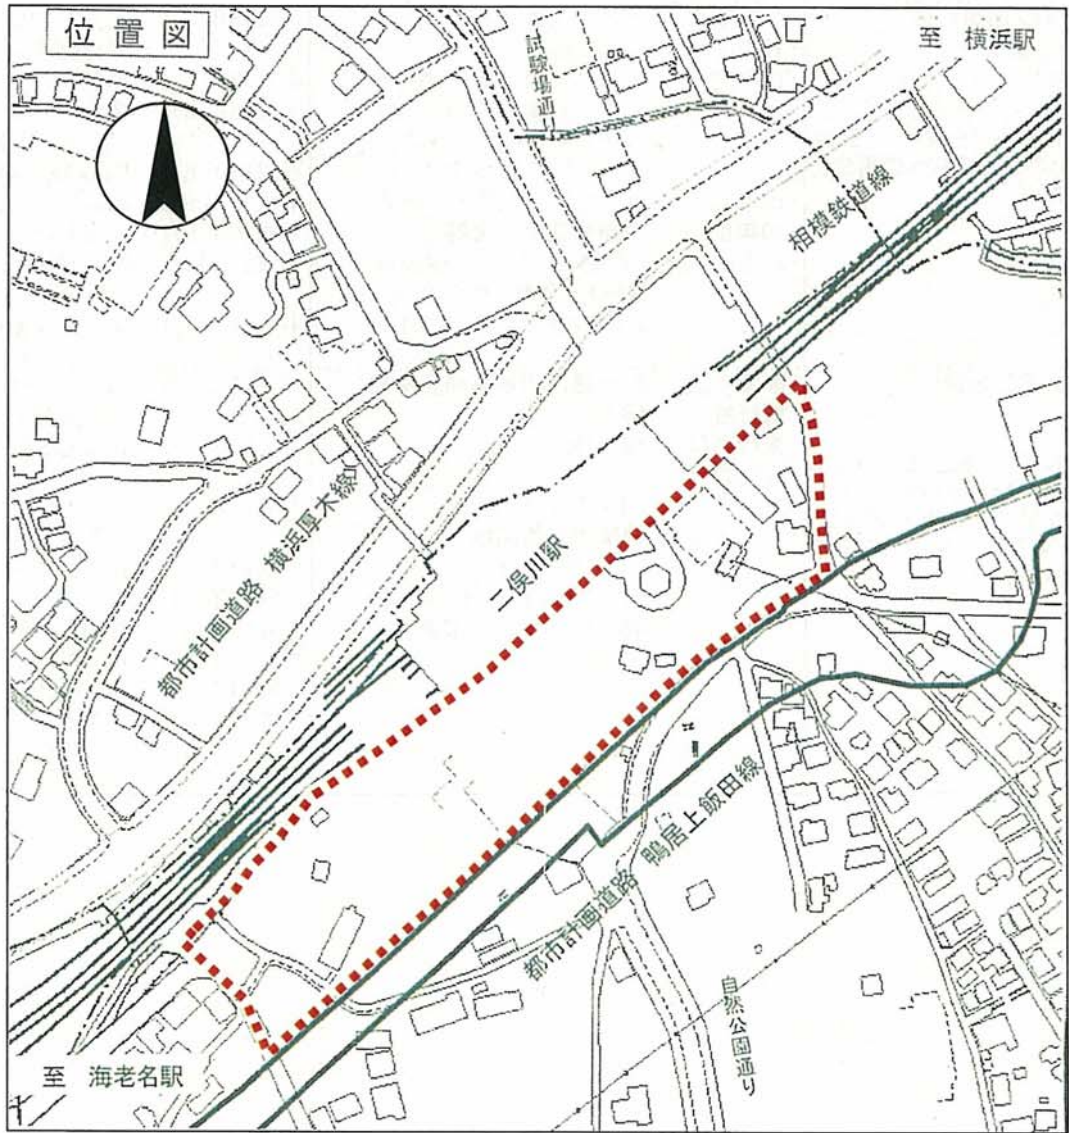 位置図
至 横浜駅
試験場通り
相模鉄道線
都市計画道路 横浜厚木線
二俣川駅
都市計画道路 鴨居上飯田線
自然公園通り
至 海老名駅